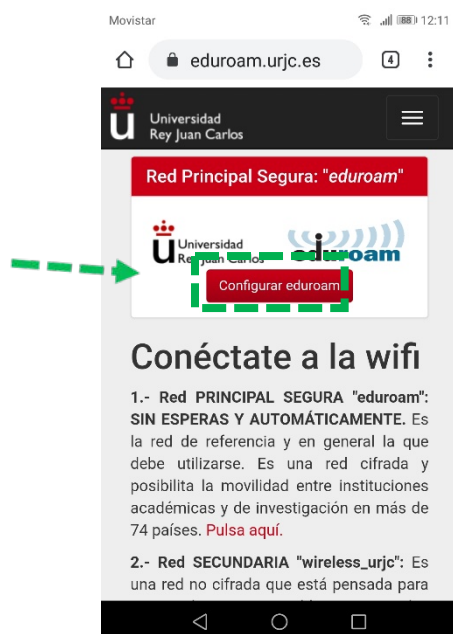 Movistar 88 12:11
eduroam.urjc.es 4
Universidad
Rey Juan Carlos
Red Principal Segura: "eduroam"
Universidad
Rey Juan Carlos
eduroam
Configurar eduroam
Conéctate a la wifi
1.- Red PRINCIPAL SEGURA "eduroam":
SIN ESPERAS Y AUTOMÁTICAMENTE. Es
la red de referencia y en general la que
debe utilizarse. Es una red cifrada y
posibilita la movilidad entre instituciones
académicas y de investigación en más de
74 países. Pulsa aquí.
2.- Red SECUNDARIA "wireless_urjc": Es
una red no cifrada que está pensada para